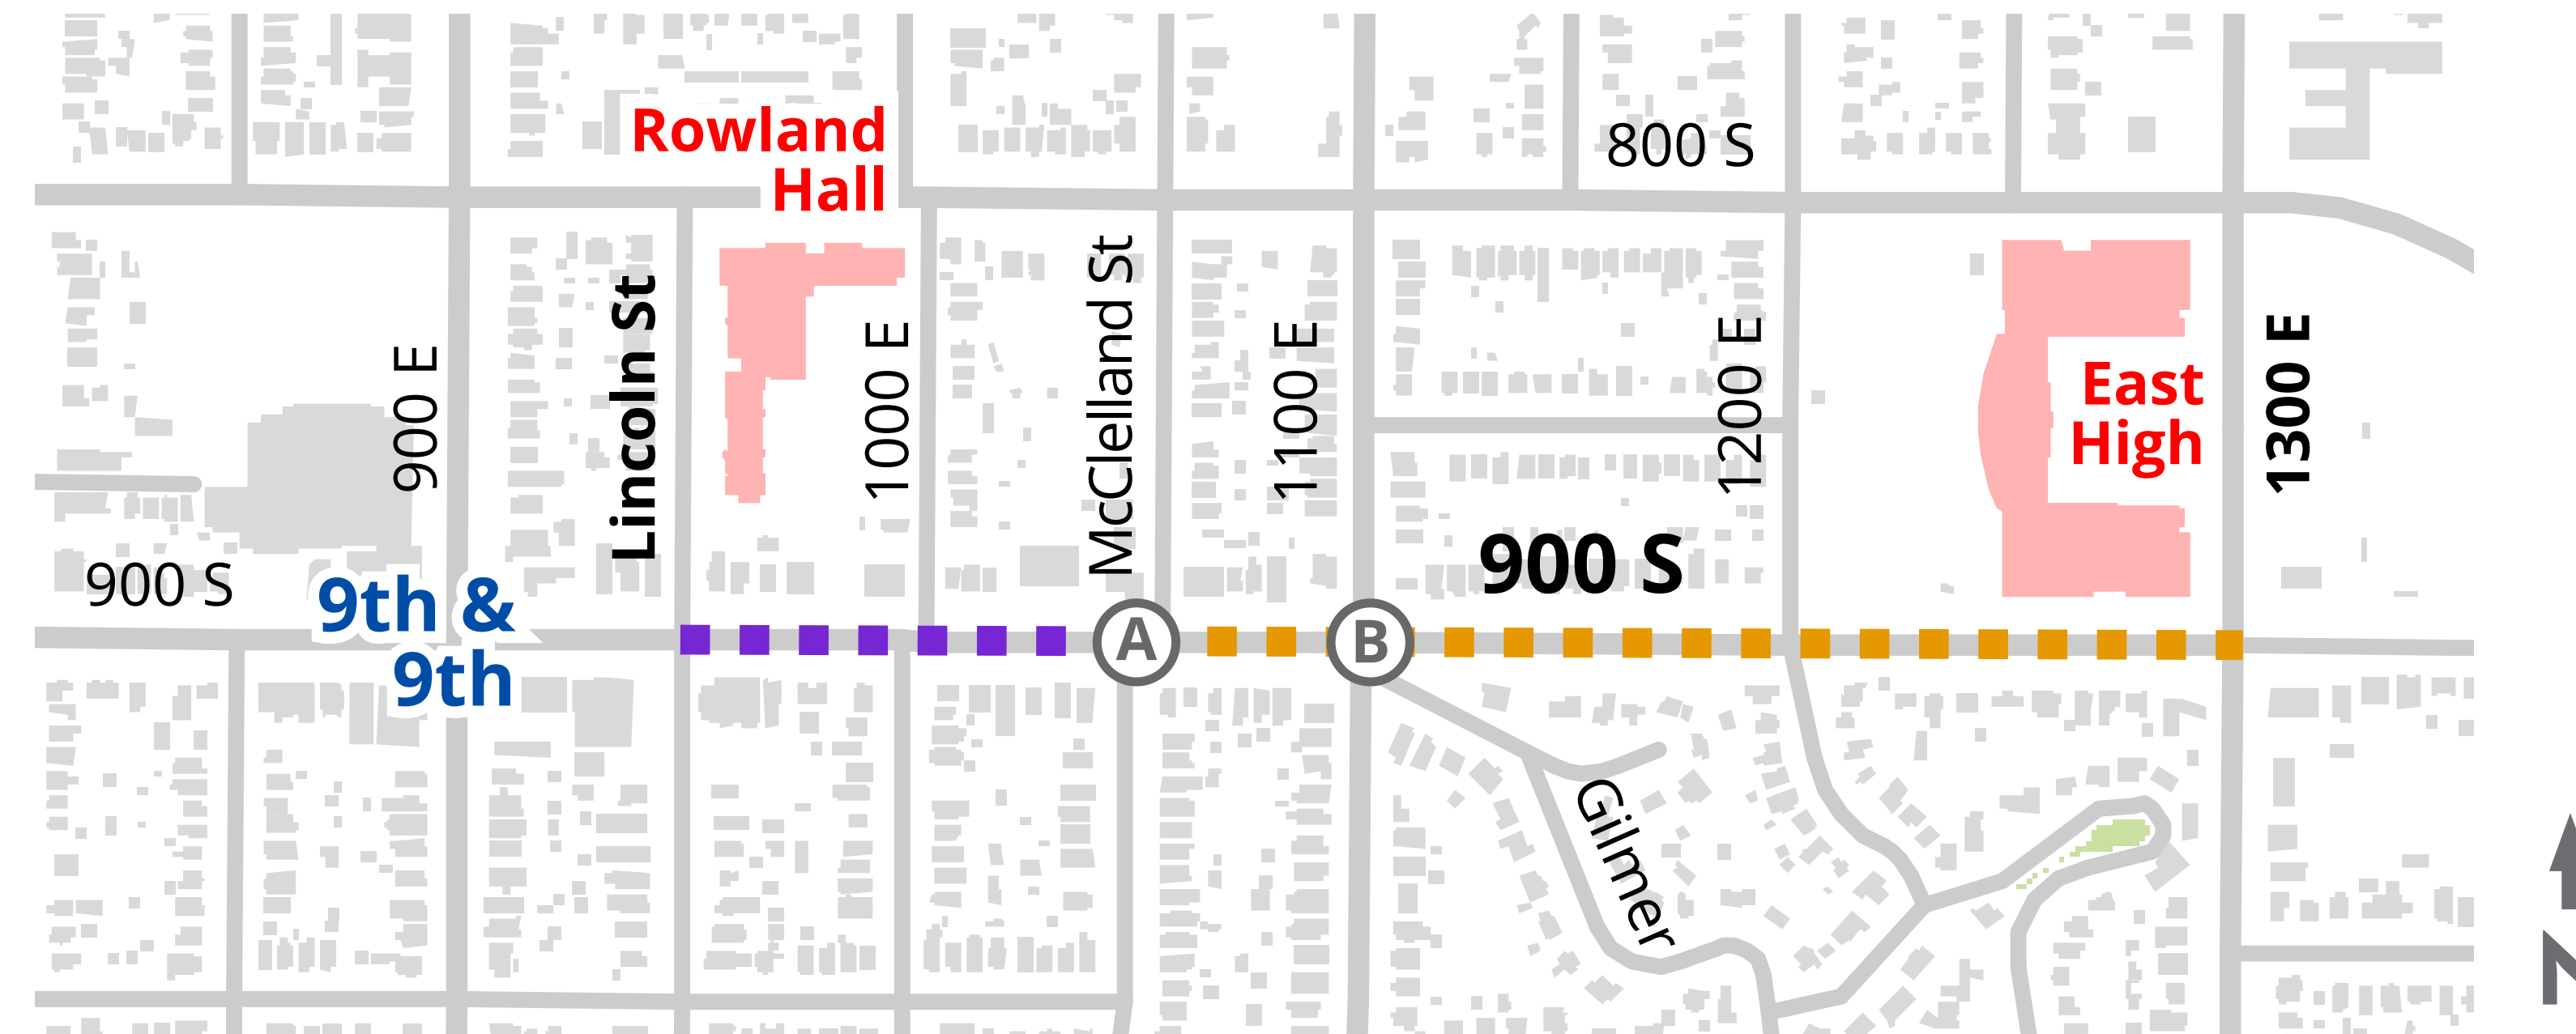 Rowland
Hall
800 S
900 E
Lincoln St
1000 E
McClelland St
1100 E
1200 E
East
High
1300 E
900 S
9th &
9th
900 S
A
B
Gilmer